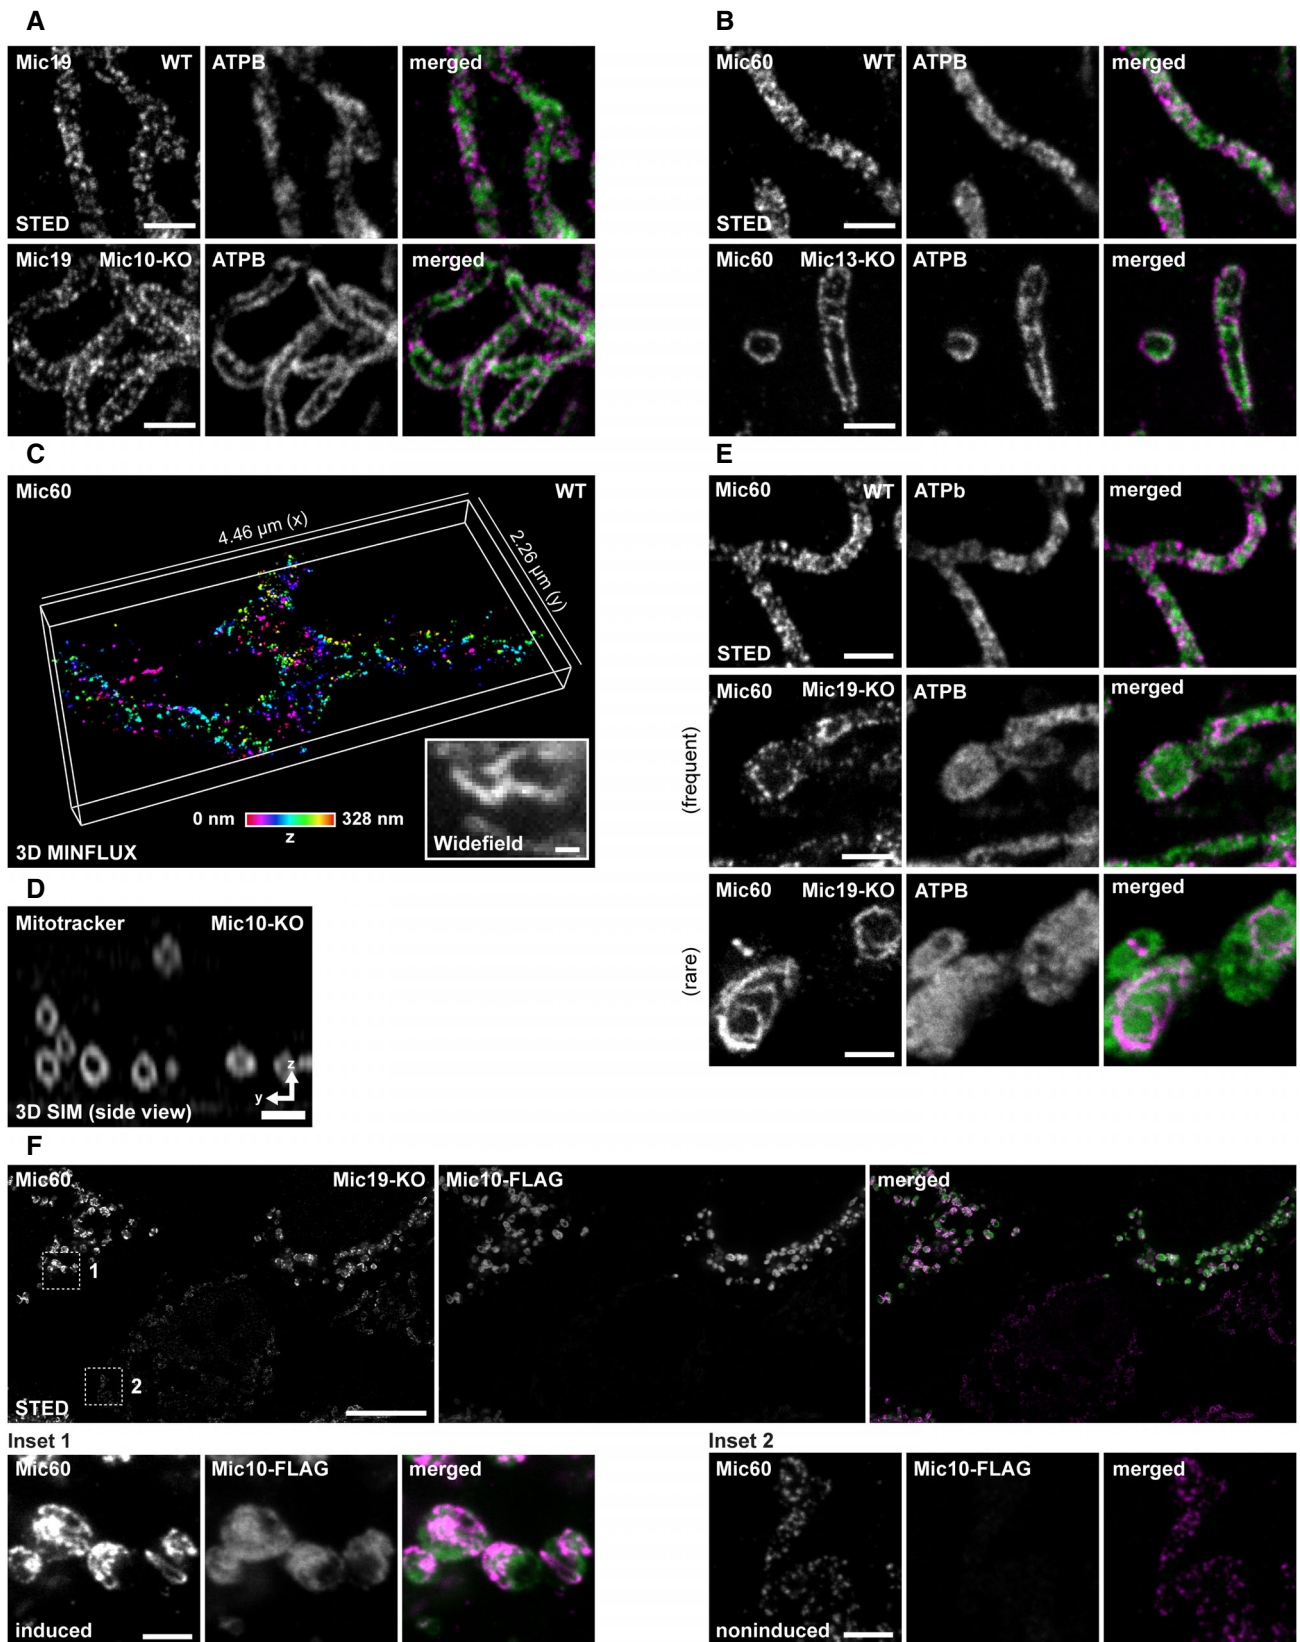 A
Mic19 WT ATPB merged
STED
Mic19 Mic10-KO ATPB merged
B
Mic60 WT ATPB merged
STED
Mic60 Mic13-KO ATPB merged
C
Mic60 WT
4.46 µm (x)
2.26 µm (y)
0 nm 328 nm
z
Widefield
3D MINFLUX
D
Mitotracker Mic10-KO
z
y
3D SIM (side view)
E
Mic60 WT ATPb merged
STED
(frequent)
Mic60 Mic19-KO ATPB merged
(rare)
Mic60 Mic19-KO ATPB merged
F
Mic60 Mic19-KO Mic10-FLAG merged
1
2
STED
Inset 1
Mic60 Mic10-FLAG merged
induced
Inset 2
Mic60 Mic10-FLAG merged
noninduced